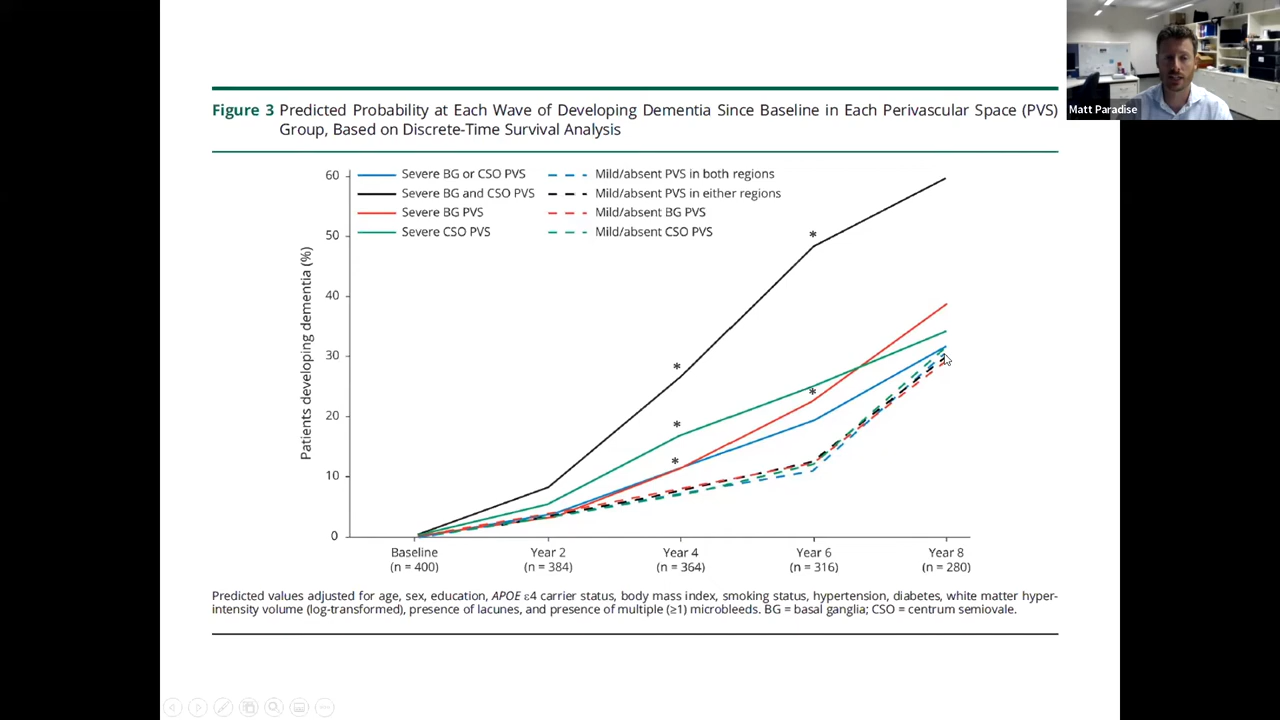 Matt Paradise
Figure 3 Predicted Probability at Each Wave of Developing Dementia Since Baseline in Each Perivascular Space (PVS)
Group, Based on Discrete-Time Survival Analysis
Severe BG or CSO PVS
Severe BG and CSO PVS
Severe BG PVS
Severe CSO PVS
Mild/absent PVS in both regions
Mild/absent PVS in either regions
Mild/absent BG PVS
Mild/absent CSO PVS
Patients developing dementia (%)
60
50
40
30
20
10
0
*
*
*
*
*
Baseline
(n = 400)
Year 2
(n = 384)
Year 4
(n = 364)
Year 6
(n = 316)
Year 8
(n = 280)
Predicted values adjusted for age, sex, education, APOE ε4 carrier status, body mass index, smoking status, hypertension, diabetes, white matter hyper-
intensity volume (log-transformed), presence of lacunes, and presence of multiple (≥1) microbleeds. BG = basal ganglia; CSO = centrum semiovale.